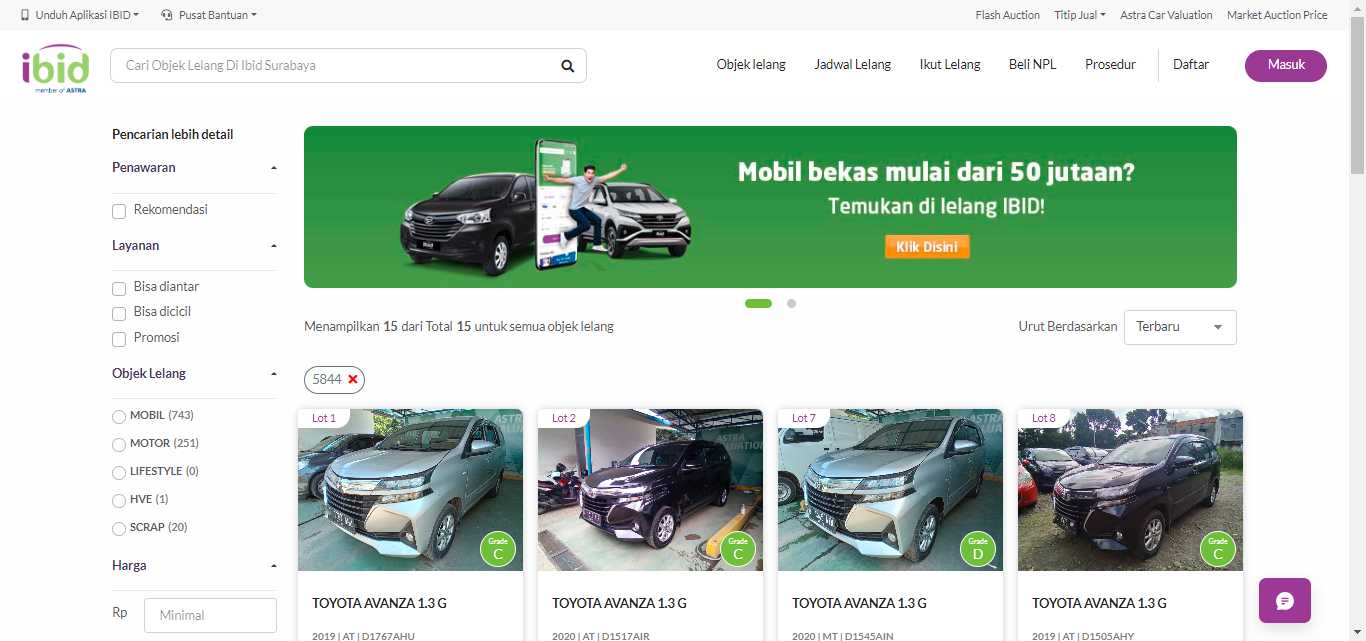 Unduh Aplikasi IBID
Pusat Bantuan
Flash Auction
Titip Jual
Astra Car Valuation
Market Auction Price
ibid
member of ASTRA
Cari Objek Lelang Di Ibid Surabaya
Objek lelang
Jadwal Lelang
Ikut Lelang
Beli NPL
Prosedur
Daftar
Masuk
Pencarian lebih detail
Penawaran
Rekomendasi
Layanan
Bisa diantar
Bisa dicicil
Promosi
Objek Lelang
MOBIL (743)
MOTOR (251)
LIFESTYLE (0)
HVE (1)
SCRAP (20)
Harga
Rp
Minimal
Mobil bekas mulai dari 50 jutaan?
Temukan di lelang IBID!
Klik Disini
Menampilkan 15 dari Total 15 untuk semua objek lelang
Urut Berdasarkan
Terbaru
5844
Lot 1
Grade
C
TOYOTA AVANZA 1.3 G
2019 | AT | D1767AHU
Lot 2
Grade
C
TOYOTA AVANZA 1.3 G
2020 | AT | D1517AIR
Lot 7
Grade
D
TOYOTA AVANZA 1.3 G
2020 | MT | D1545AIN
Lot 8
Grade
C
TOYOTA AVANZA 1.3 G
2019 | AT | D1505AHY